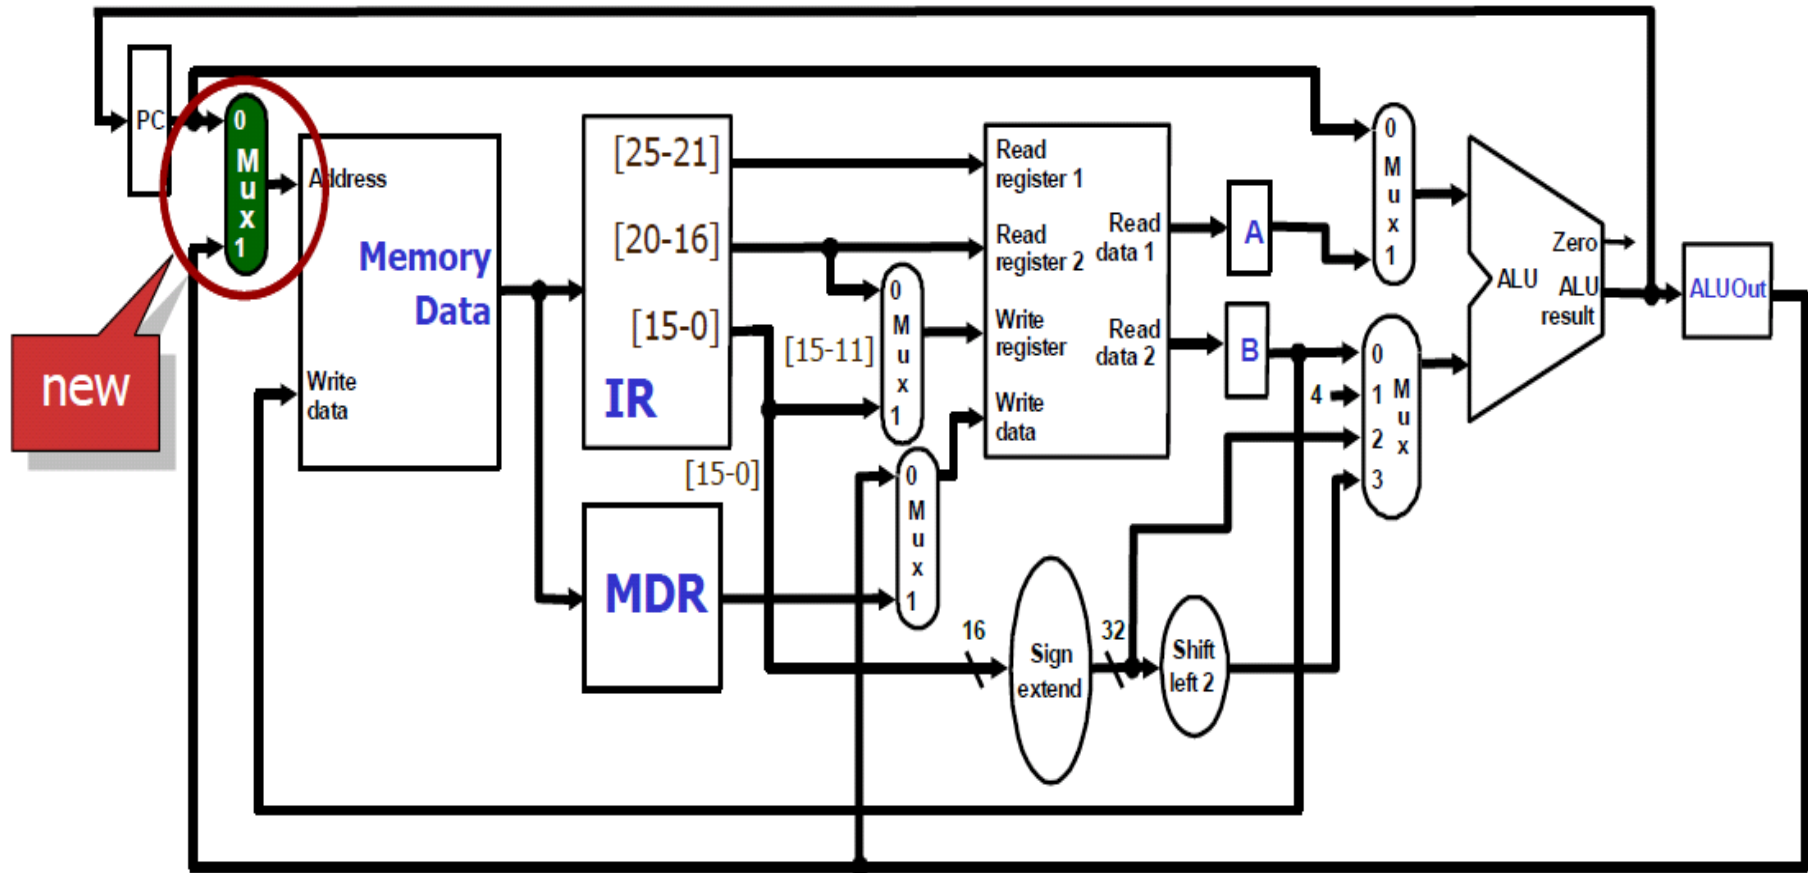 PC
0
M
u
x
1
new
Address
Memory
Data
Write
data
[25-21]
[20-16]
[15-0]
IR
[15-11]
[15-0]
MDR
0
M
u
x
1
0
M
u
x
1
Read
register 1
Read
register 2
Write
register
Write
data
Read
data 1
Read
data 2
16
Sign
extend
32
Shift
left 2
A
B
4
0
M
u
x
1
0
1
2
3
M
u
x
Zero
ALU
ALU
result
ALUOut